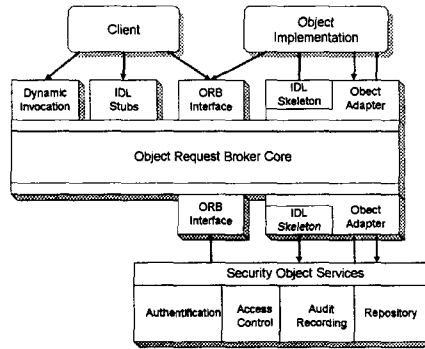 Client
Object
Implementation
Dynamic
Invocation
IDL
Stubs
ORB
Interface
IDL
Skeleton
Obect
Adapter
Object Request Broker Core
ORB
Interface
IDL
Skeleton
Obect
Adapter
Security Object Services
Authentification
Access
Control
Audit
Recording
Repository